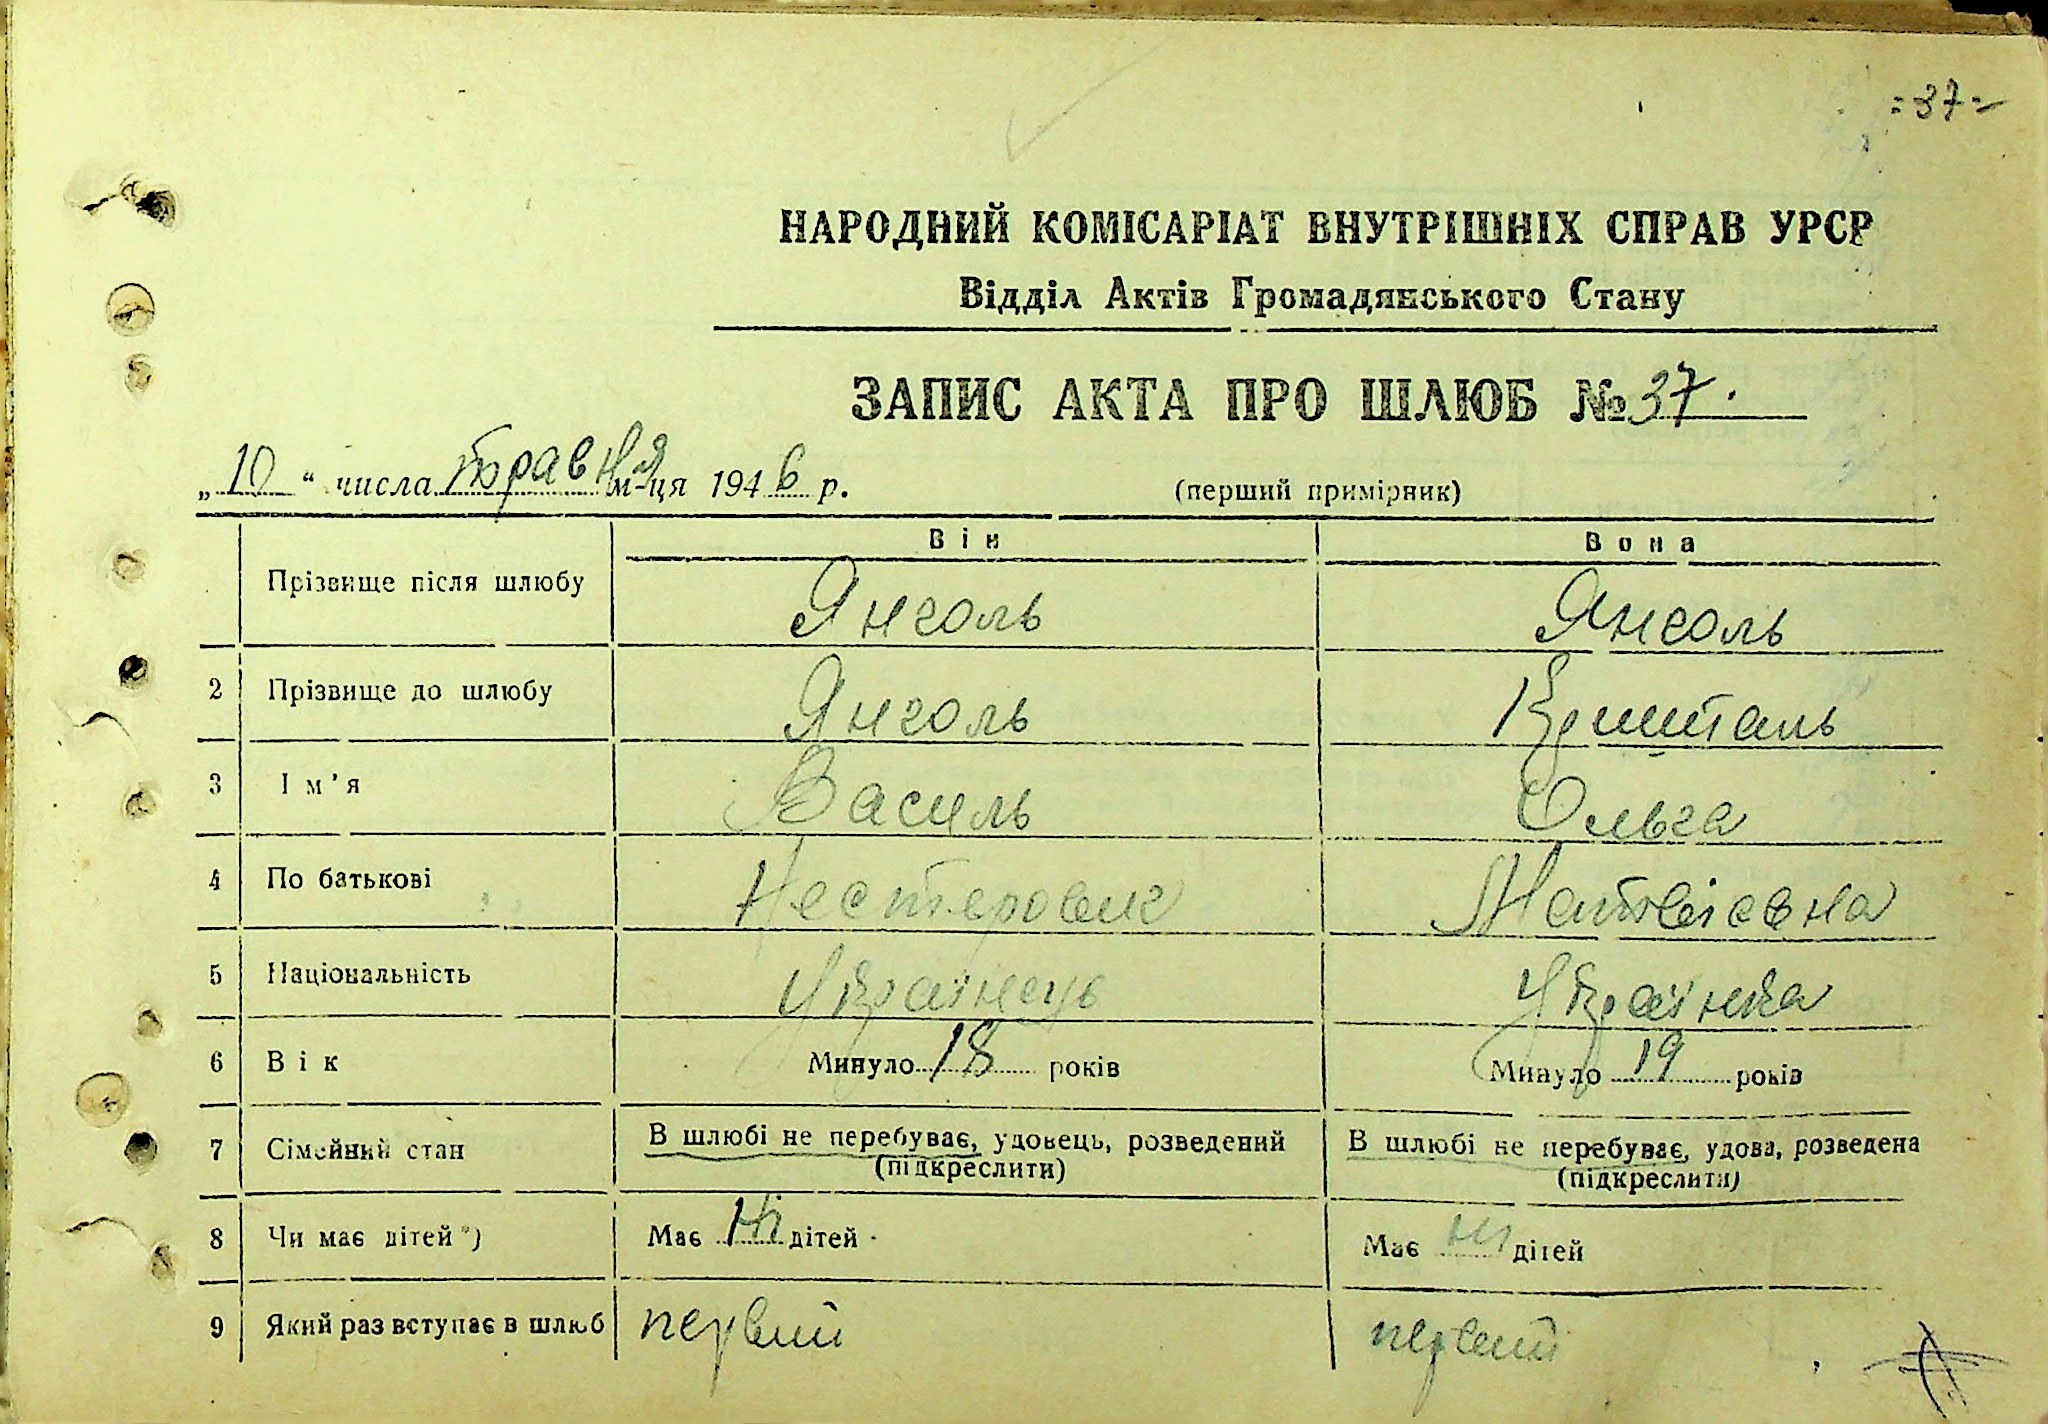 =37=
НАРОДНИЙ КОМІСАРІАТ ВНУТРІШНІХ СПРАВ УРСР
Відділ Актів Громадянського Стану
ЗАПИС АКТА ПРО ШЛЮБ № 37.
„10“ числа травня м-ця 1946 р. (перший примірник)
Він Вона
Прізвище після шлюбу Янголь Янголь
2 Прізвище до шлюбу Янголь Кришталь
3 Ім’я Василь Ольга
4 По батькові Нестерович Матвієвна
5 Національність Українець Українка
6 Вік Минуло 18 років Минуло 19 років
7 Сімейний стан В шлюбі не перебуває, удовець, розведений В шлюбі не перебуває, удова, розведена
(підкреслити) (підкреслити)
8 Чи має дітей*) Має ні дітей Має ні дітей
9 Який раз вступає в шлюб первий первий